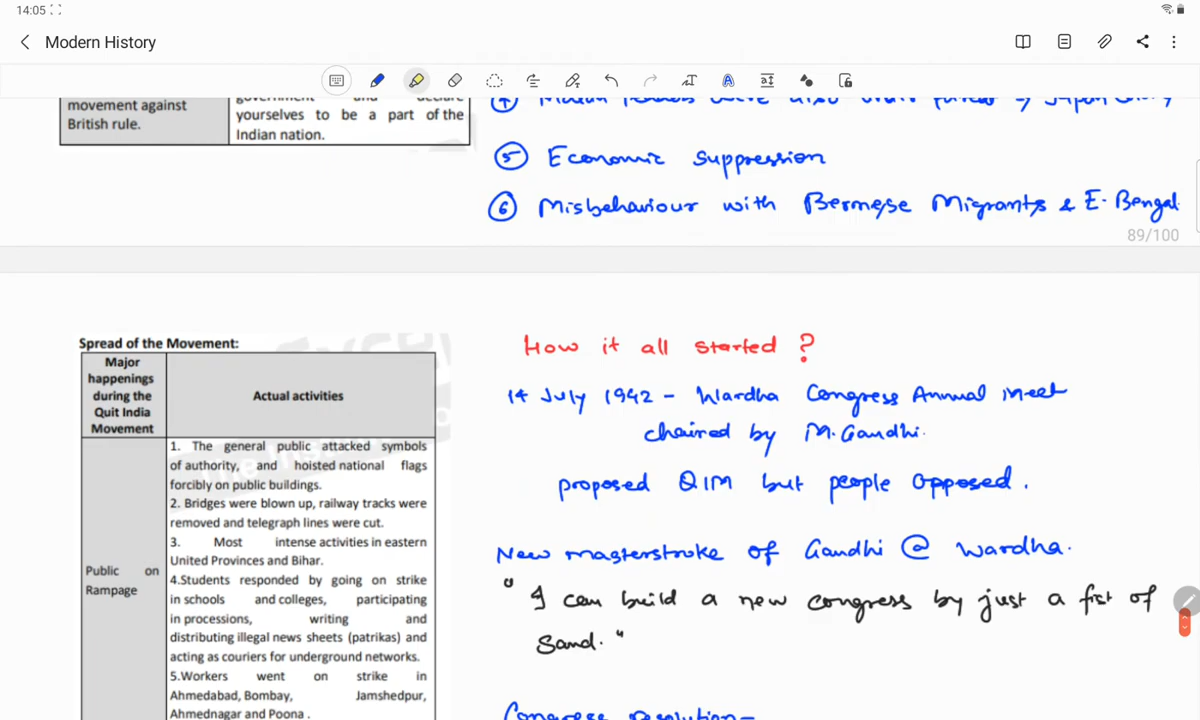 14:05
Modern History
movement against
British rule.
yourselves to be a part of the
Indian nation.
⑤ Economic Suppression
⑥ Misbehaviour with Bermese Migrants & E. Bengal
89/100
Spread of the Movement:
Major
happenings
during the
Quit India
Movement
Actual activities
Public on
Rampage
1. The general public attacked symbols
of authority, and hoisted national flags
forcibly on public buildings.
2. Bridges were blown up, railway tracks were
removed and telegraph lines were cut.
3. Most intense activities in eastern
United Provinces and Bihar.
4.Students responded by going on strike
in schools and colleges, participating
in processions, writing and
distributing illegal news sheets (patrikas) and
acting as couriers for underground networks.
5.Workers went on strike in
Ahmedabad, Bombay, Jamshedpur,
Ahmednagar and Poona .
How it all started ?
14 July 1942 - Wardha Congress Annual meet
chaired by M. Gandhi.
proposed QIM but people opposed.
New masterstroke of Gandhi @ Wardha.
" I can build a new congress by just a fist of
Sand. "
Congress resolution-